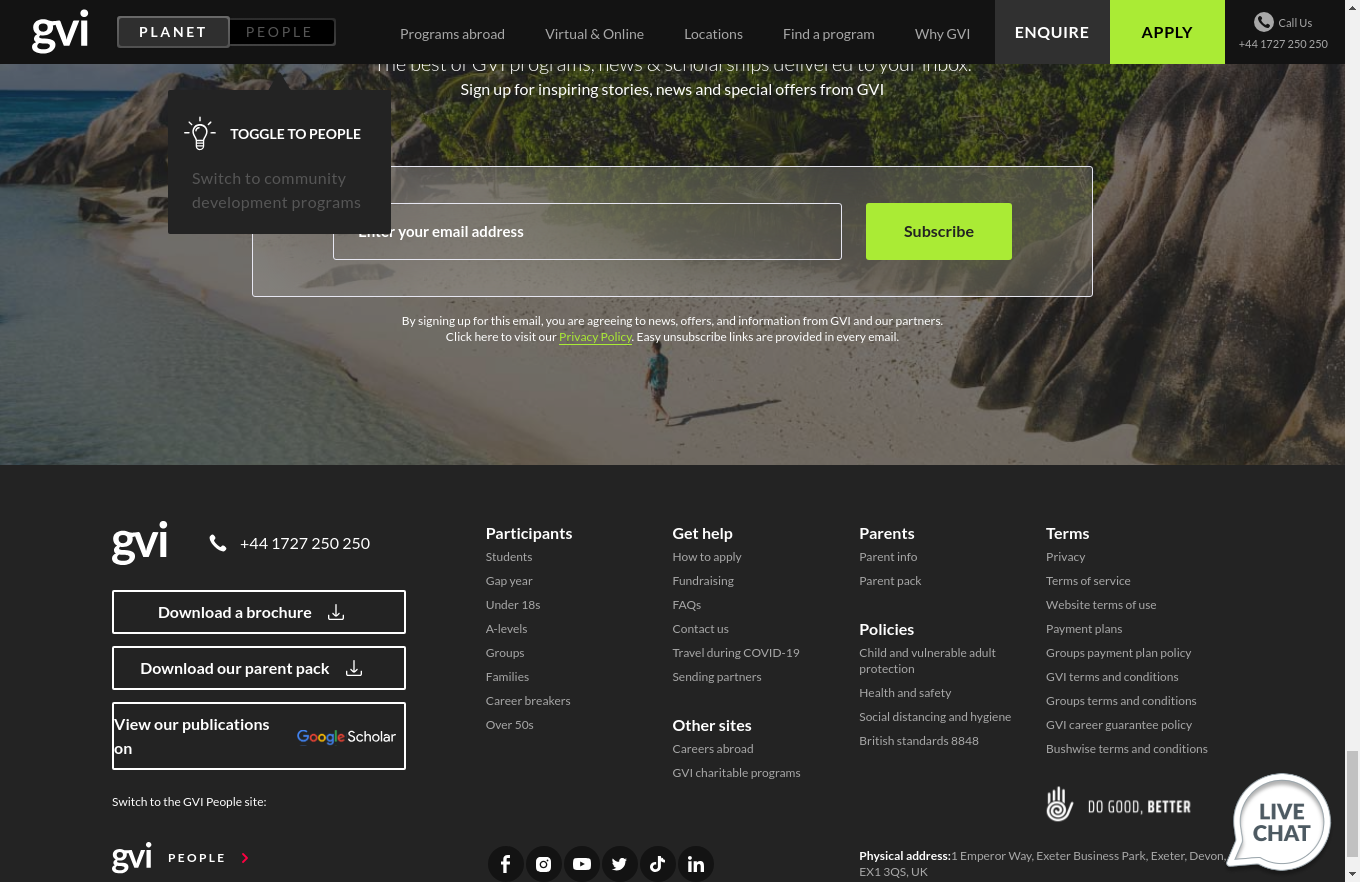 gvi
PLANET
PEOPLE
Programs abroad
Virtual & Online
Locations
Find a program
Why GVI
ENQUIRE
APPLY
Call Us
+44 1727 250 250
The best of GVI programs, news & scholarships delivered to your inbox.
Sign up for inspiring stories, news and special offers from GVI
TOGGLE TO PEOPLE
Switch to community
development programs
Enter your email address
Subscribe
By signing up for this email, you are agreeing to news, offers, and information from GVI and our partners.
Click here to visit our Privacy Policy. Easy unsubscribe links are provided in every email.
gvi
+44 1727 250 250
Download a brochure
Download our parent pack
View our publications
on
Google Scholar
Switch to the GVI People site:
gvi PEOPLE
Participants
Students
Gap year
Under 18s
A-levels
Groups
Families
Career breakers
Over 50s
Get help
How to apply
Fundraising
FAQs
Contact us
Travel during COVID-19
Sending partners
Other sites
Careers abroad
GVI charitable programs
Parents
Parent info
Parent pack
Policies
Child and vulnerable adult
protection
Health and safety
Social distancing and hygiene
British standards 8848
Terms
Privacy
Terms of service
Website terms of use
Payment plans
Groups payment plan policy
GVI terms and conditions
Groups terms and conditions
GVI career guarantee policy
Bushwise terms and conditions
DO GOOD, BETTER
Physical address:1 Emperor Way, Exeter Business Park, Exeter, Devon,
EX1 3QS, UK
LIVE
CHAT